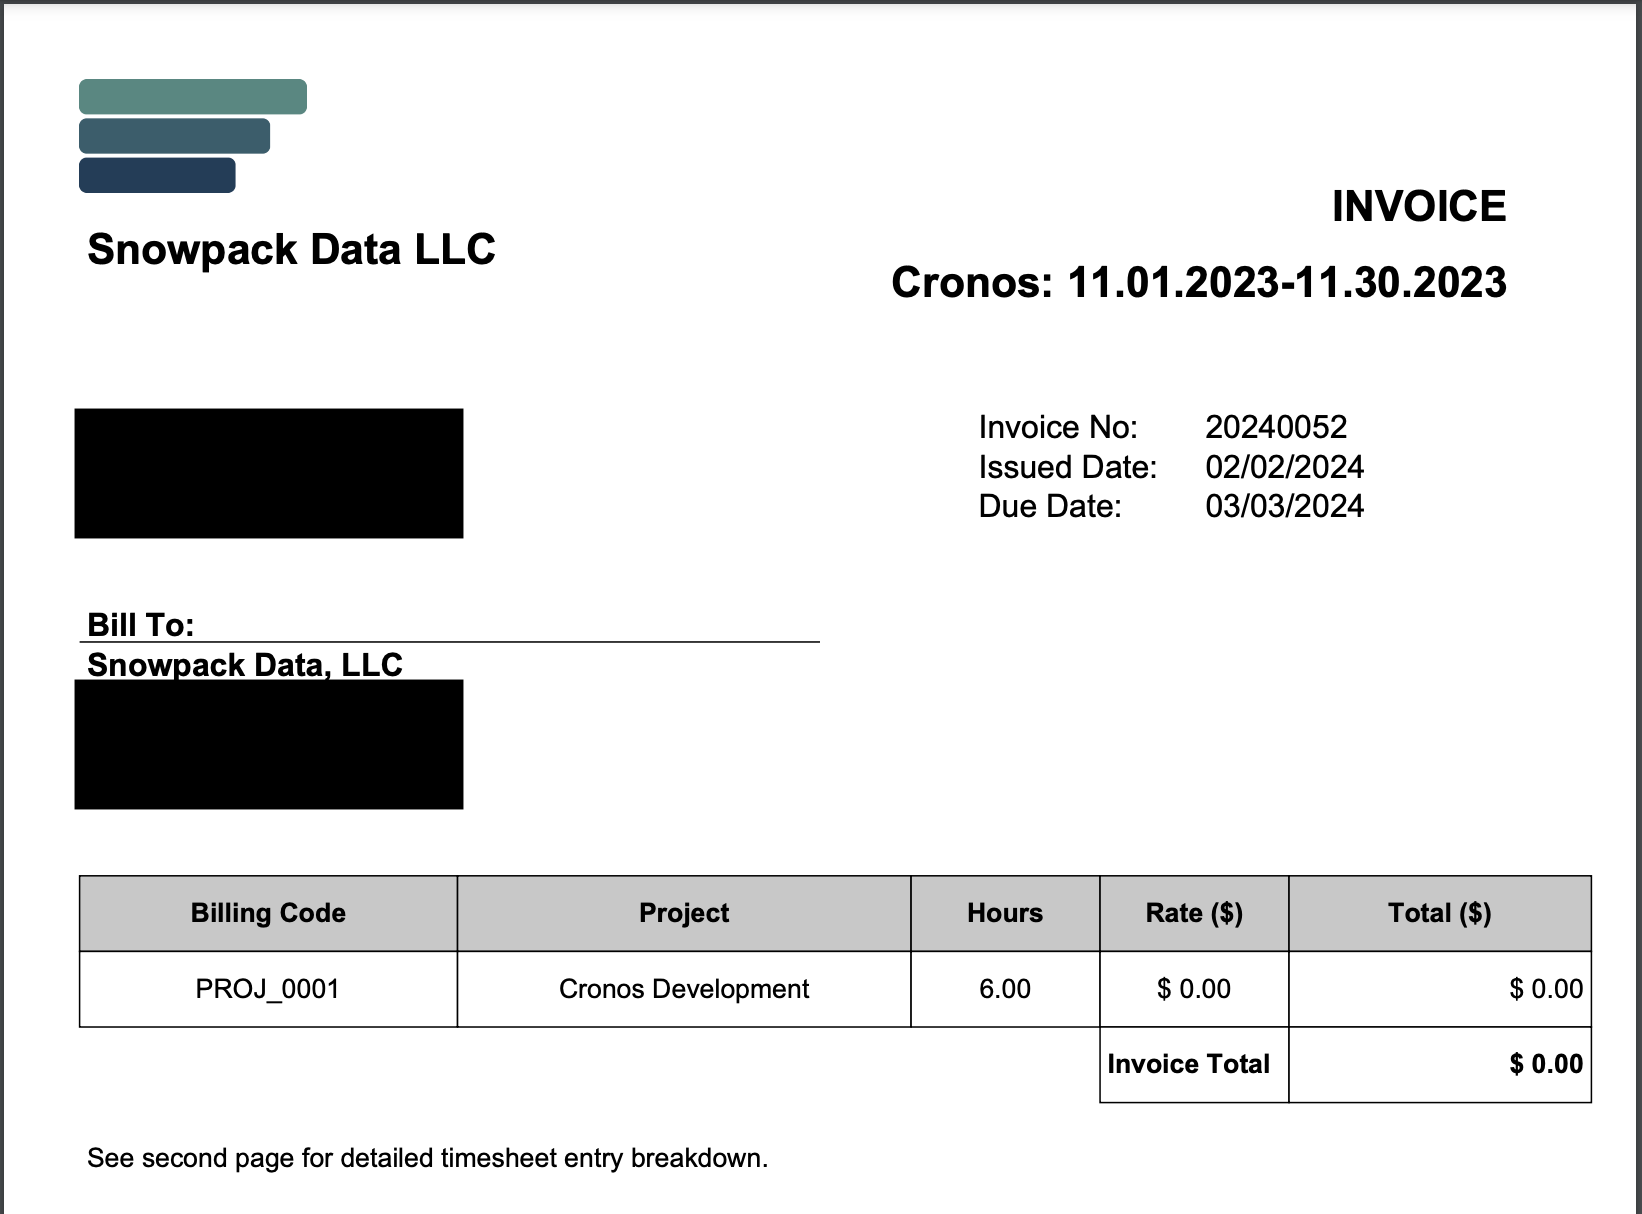 Snowpack Data LLC
INVOICE
Cronos: 11.01.2023-11.30.2023
Invoice No: 20240052
Issued Date: 02/02/2024
Due Date: 03/03/2024
Bill To:
Snowpack Data, LLC
Billing Code Project Hours Rate ($) Total ($)
PROJ_0001 Cronos Development 6.00 $ 0.00 $ 0.00
Invoice Total $ 0.00
See second page for detailed timesheet entry breakdown.